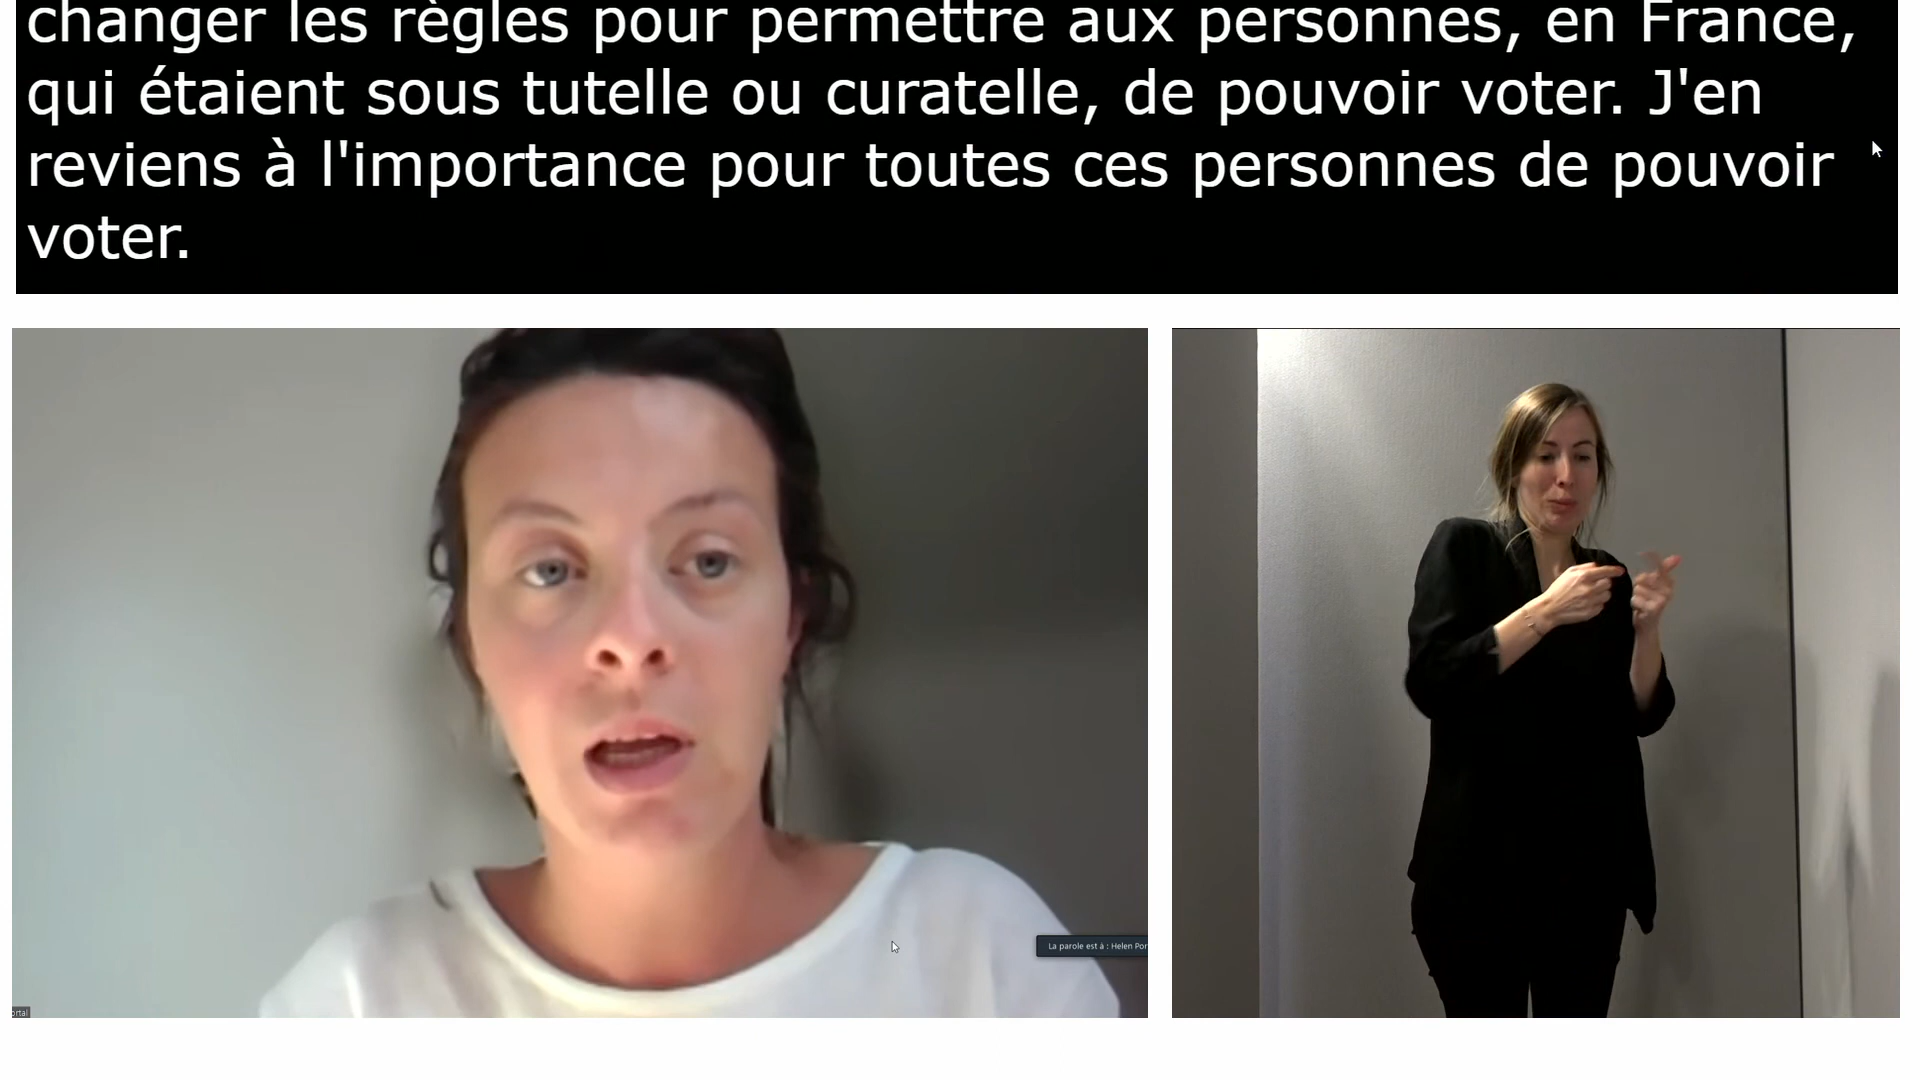 changer les règles pour permettre aux personnes, en France,
qui étaient sous tutelle ou curatelle, de pouvoir voter. J'en
reviens à l'importance pour toutes ces personnes de pouvoir
voter.
La parole est à : Helen Por
ortal